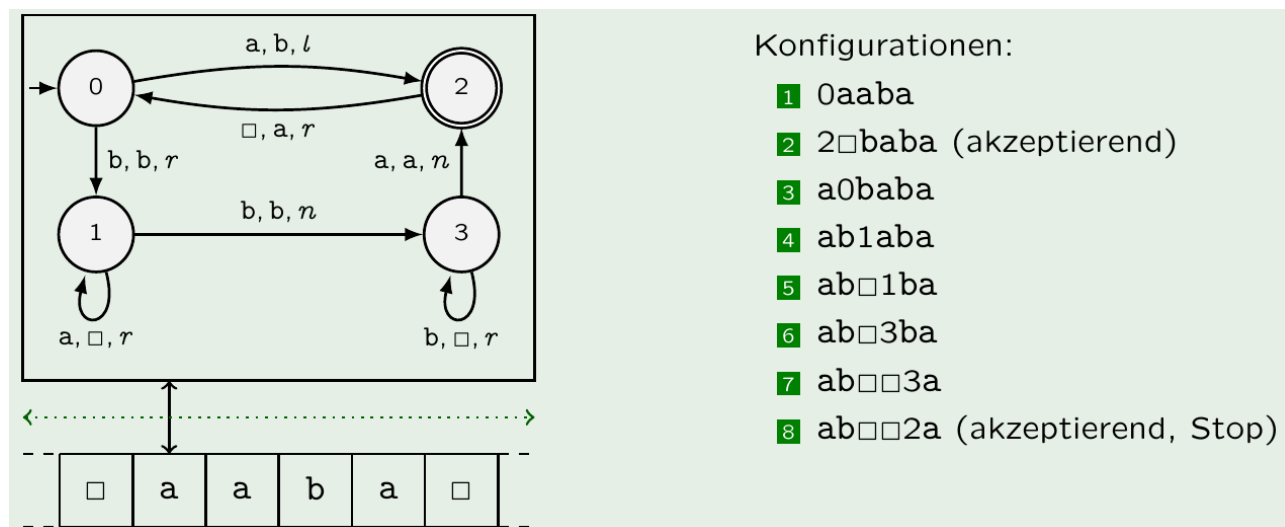 a, b, l
0
2
□, a, r
b, b, r
a, a, n
b, b, n
1
3
a, □, r
b, □, r
□ a a b a □
Konfigurationen:
1 0aaba
2 2□baba (akzeptierend)
3 a0baba
4 ab1aba
5 ab□1ba
6 ab□3ba
7 ab□□3a
8 ab□□2a (akzeptierend, Stop)